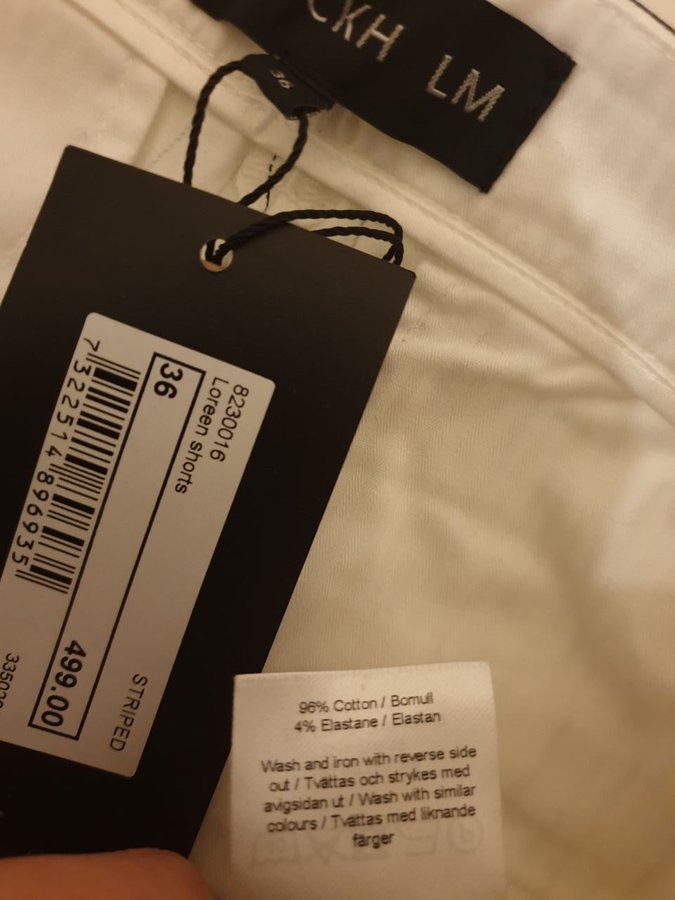 CKH LM
36
8230016
Loreen shorts
36
499.00
STRIPED
7 322514 896935
96% Cotton / Bomull
4% Elastane / Elastan
Wash and iron with reverse side
out / Tvättas och strykes med
avigsidan ut / Wash with similar
colours / Tvättas med liknande
färger